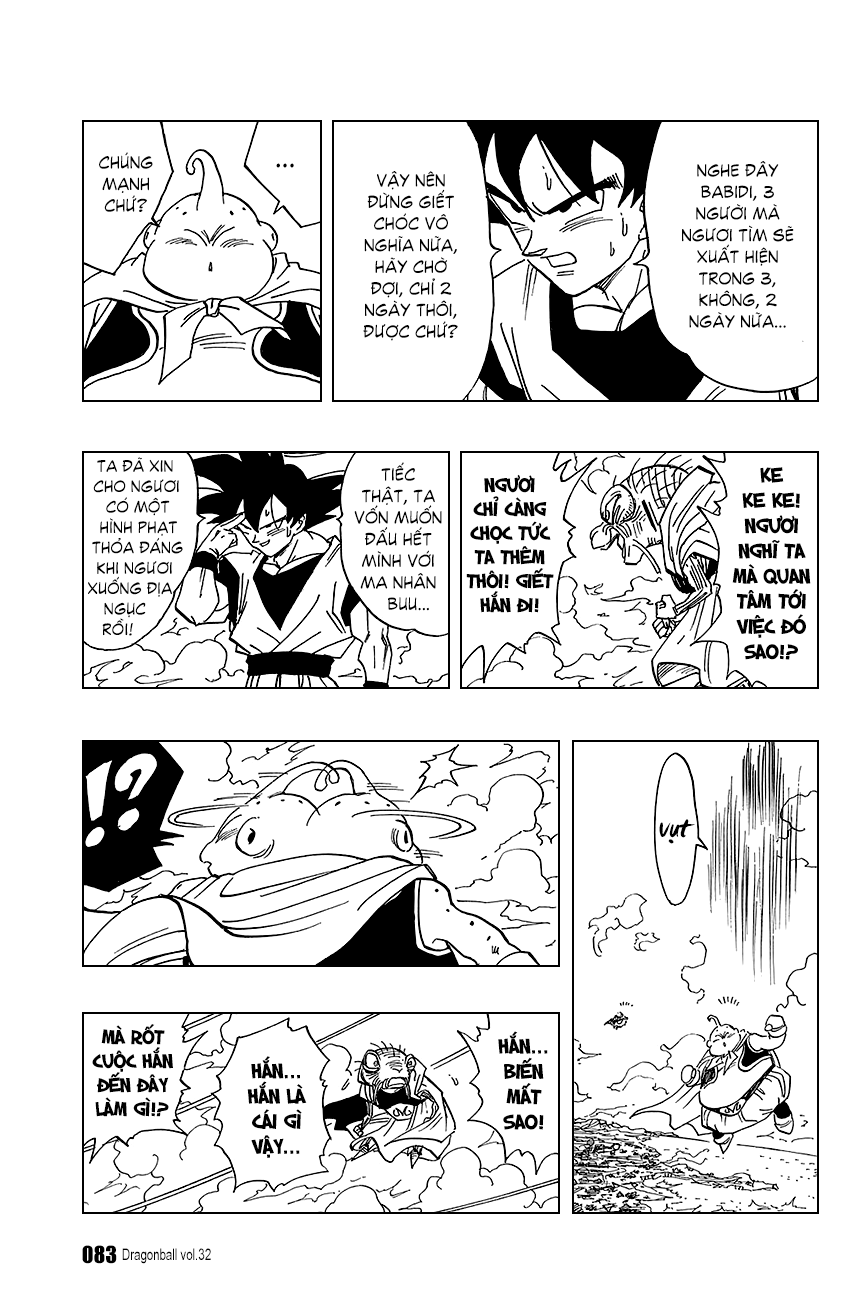 NGHE ĐÂY
BABIDI, 3
NGƯỜI MÀ
NGƯƠI TÌM SẼ
XUẤT HIỆN
TRONG 3,
KHÔNG, 2
NGÀY NỮA...
VẬY NÊN
ĐỪNG GIẾT
CHÓC VÔ
NGHĨA NỮA,
HÃY CHỜ
ĐỢI, CHỈ 2
NGÀY THÔI,
ĐƯỢC CHỨ?
...
CHÚNG
MẠNH
CHỨ?
KE
KE KE!
NGƯƠI
NGHĨ TA
MÀ QUAN
TÂM TỚI
VIỆC ĐÓ
SAO!?
NGƯƠI
CHỈ CÀNG
CHỌC TỨC
TA THÊM
THÔI! GIẾT
HẮN ĐI!
TIẾC
THẬT, TA
VỐN MUỐN
ĐẤU HẾT
MÌNH VỚI
MA NHÂN
BUU...
TA ĐÃ XIN
CHO NGƯƠI
CÓ MỘT
HÌNH PHẠT
THÓA ĐÁNG
KHI NGƯƠI
XUỐNG ĐỊA
NGỤC
RỒI!
VỤT
!?
HẮN...
BIẾN
MẤT
SAO!
HẮN...
HẮN LÀ
CÁI GÌ
VẬY...
MÀ RỐT
CUỘC HẮN
ĐẾN ĐÂY
LÀM GÌ!?
083 Dragonball vol.32